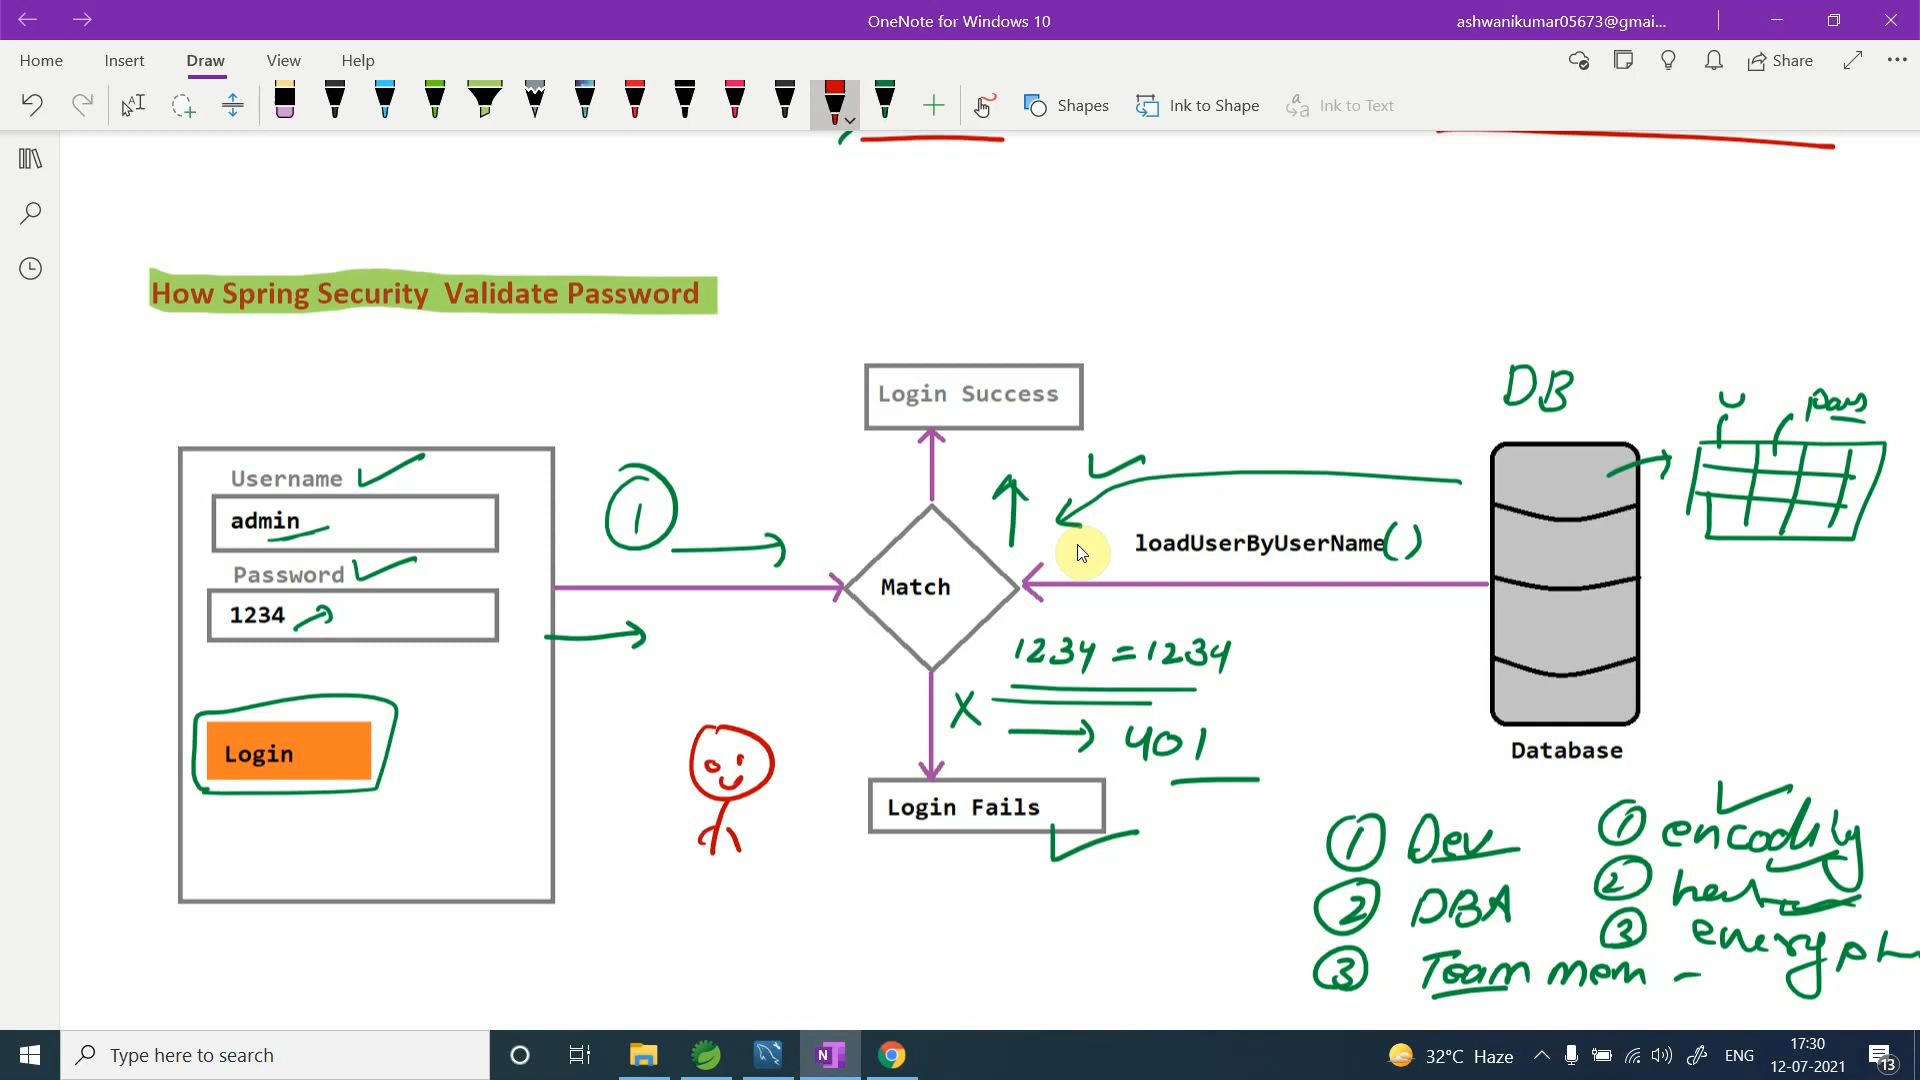 OneNote for Windows 10
ashwanikumar05673@gmai...
Home Insert Draw View Help
Share
Shapes
Ink to Shape
Ink to Text
How Spring Security Validate Password
Login Success
DB
U pass
Username
admin
1
Password
1234
loadUserByUserName()
Match
1234 = 1234
X
401
Login
Login Fails
Database
1 Dev
2 DBA
3 Team mem -
1
2
3
Type here to search
32°C Haze
ENG
17:30
12-07-2021
13